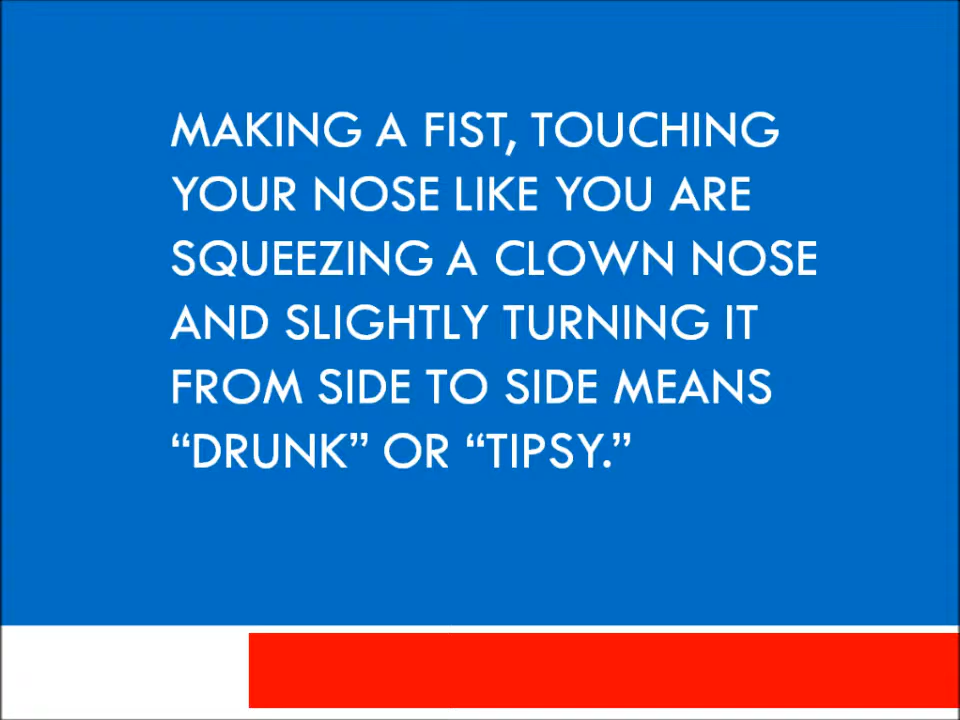 MAKING A FIST, TOUCHING
YOUR NOSE LIKE YOU ARE
SQUEEZING A CLOWN NOSE
AND SLIGHTLY TURNING IT
FROM SIDE TO SIDE MEANS
“DRUNK” OR “TIPSY.”